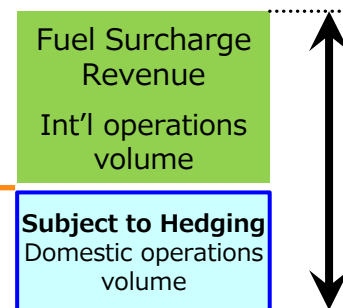 Fuel Surcharge
Revenue
Int’l operations
volume
Subject to Hedging
Domestic operations
volume